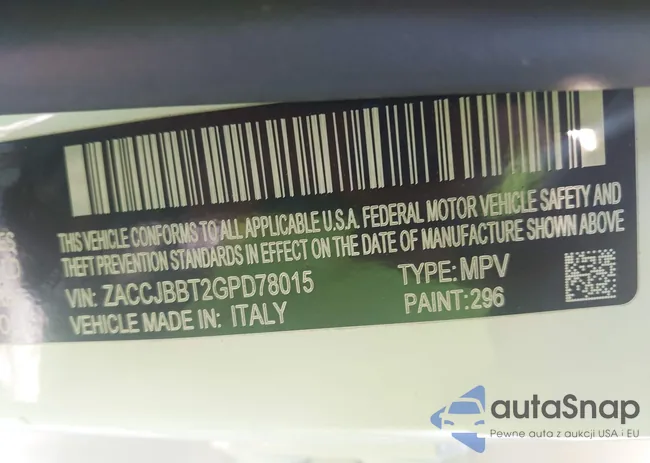 THIS VEHICLE CONFORMS TO ALL APPLICABLE U.S.A. FEDERAL MOTOR VEHICLE SAFETY AND
THEFT PREVENTION STANDARDS IN EFFECT ON THE DATE OF MANUFACTURE SHOWN ABOVE
VIN: ZACCJBBT2GPD78015 TYPE: MPV
VEHICLE MADE IN: ITALY PAINT: 296
autaSnap
Pewne auta z aukcji USA i EU